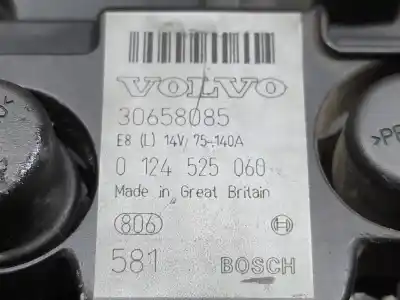 VOLVO
30658085
E8 (L) 14V 75-140A
0 124 525 060
Made in Great Britain
806
581 BOSCH